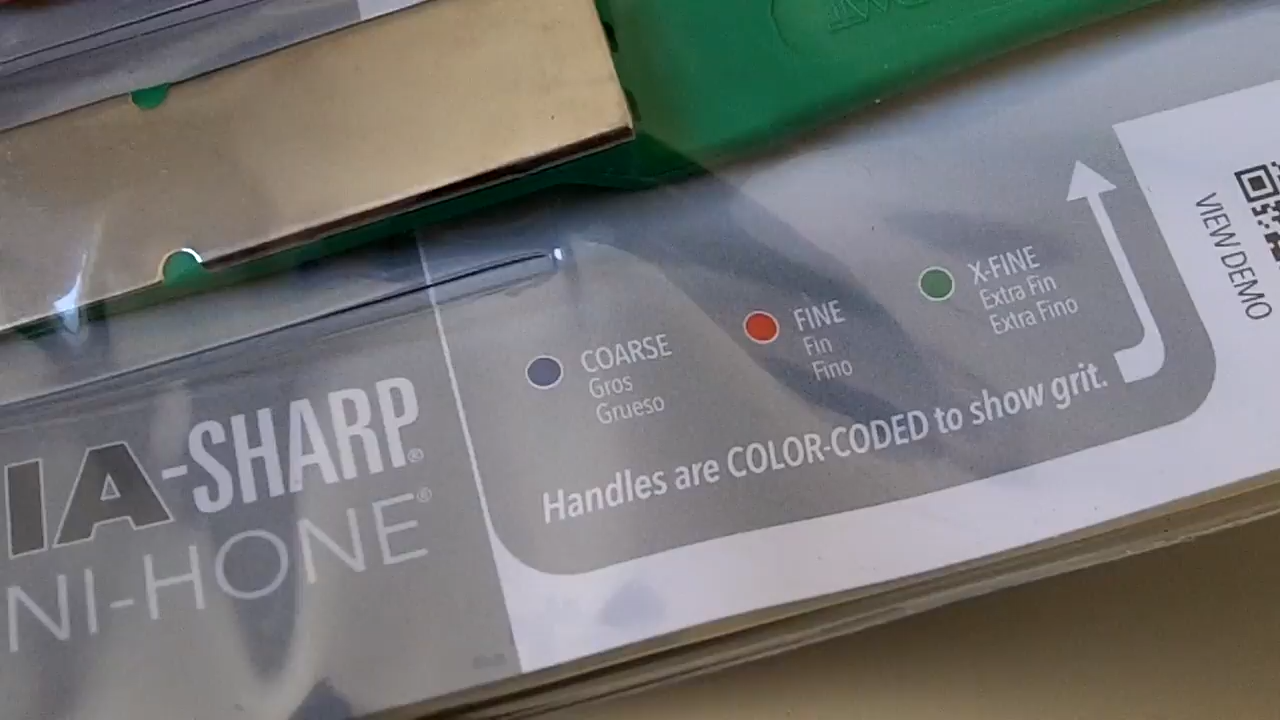 IA-SHARP®
NI-HONE®
COARSE
Gros
Grueso
FINE
Fin
Fino
X-FINE
Extra Fin
Extra Fino
Handles are COLOR-CODED to show grit.
VIEW DEMO